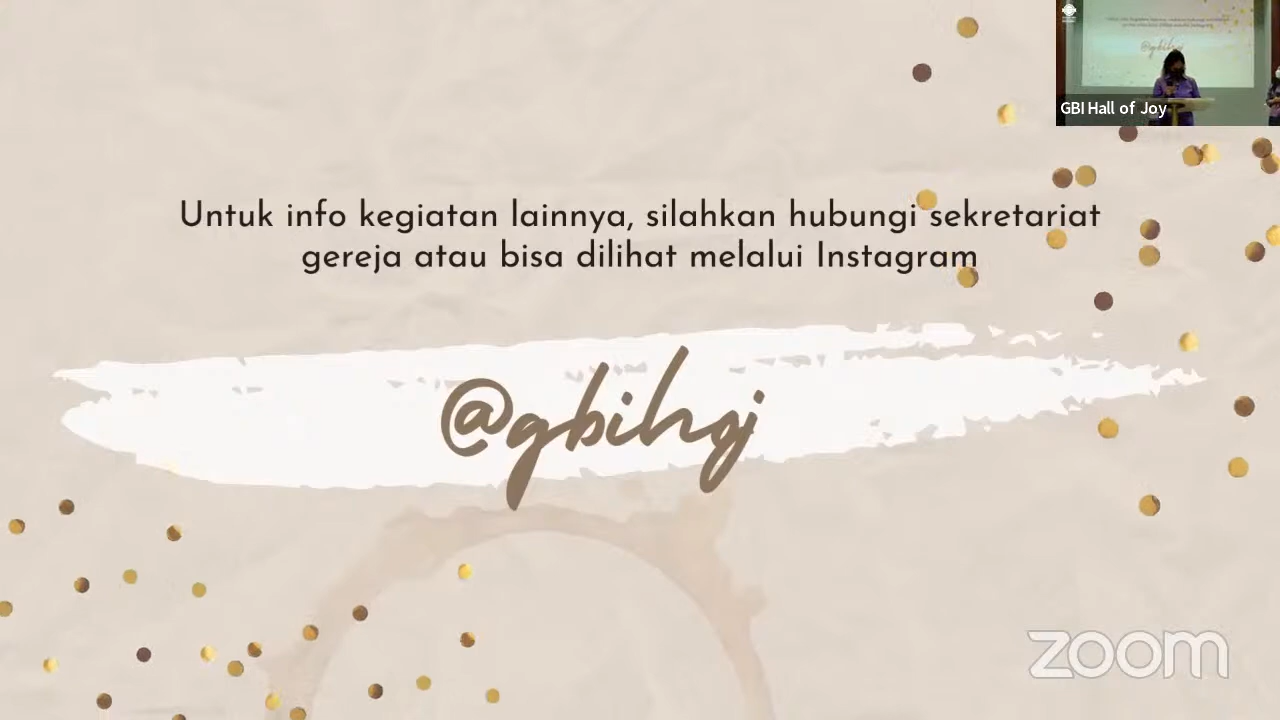 GBI Hall of Joy
Untuk info kegiatan lainnya, silahkan hubungi sekretariat
gereja atau bisa dilihat melalui Instagram
@gbihoj
zoom